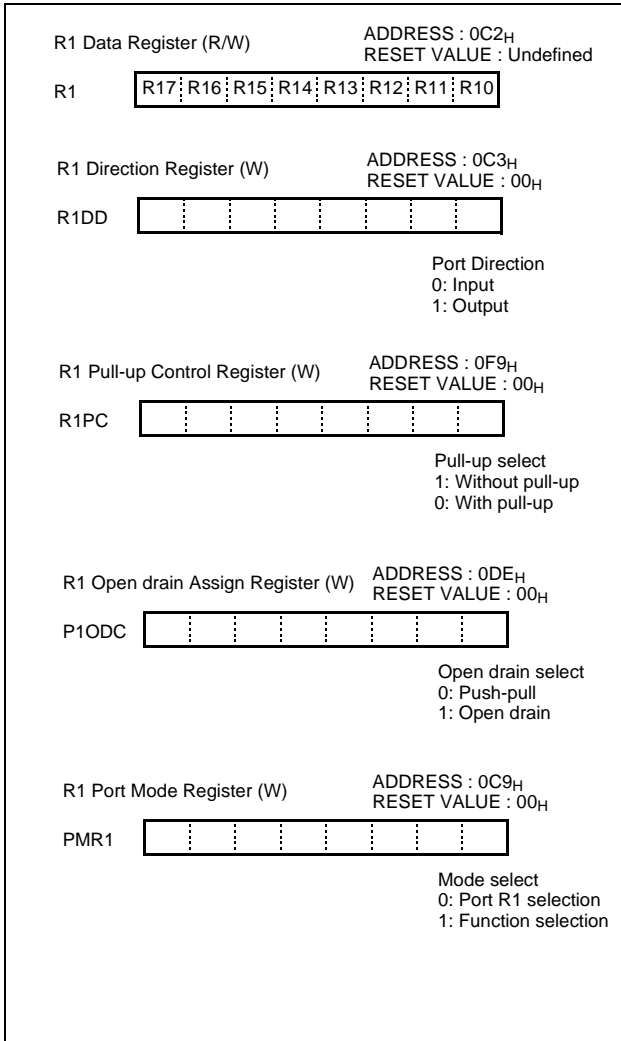 R1 Data Register (R/W)
ADDRESS : 0C2H
RESET VALUE : Undefined
R1
R17 R16 R15 R14 R13 R12 R11 R10
R1 Direction Register (W)
ADDRESS : 0C3H
RESET VALUE : 00H
R1DD
Port Direction
0: Input
1: Output
R1 Pull-up Control Register (W)
ADDRESS : 0F9H
RESET VALUE : 00H
R1PC
Pull-up select
1: Without pull-up
0: With pull-up
R1 Open drain Assign Register (W)
ADDRESS : 0DEH
RESET VALUE : 00H
P1ODC
Open drain select
0: Push-pull
1: Open drain
R1 Port Mode Register (W)
ADDRESS : 0C9H
RESET VALUE : 00H
PMR1
Mode select
0: Port R1 selection
1: Function selection